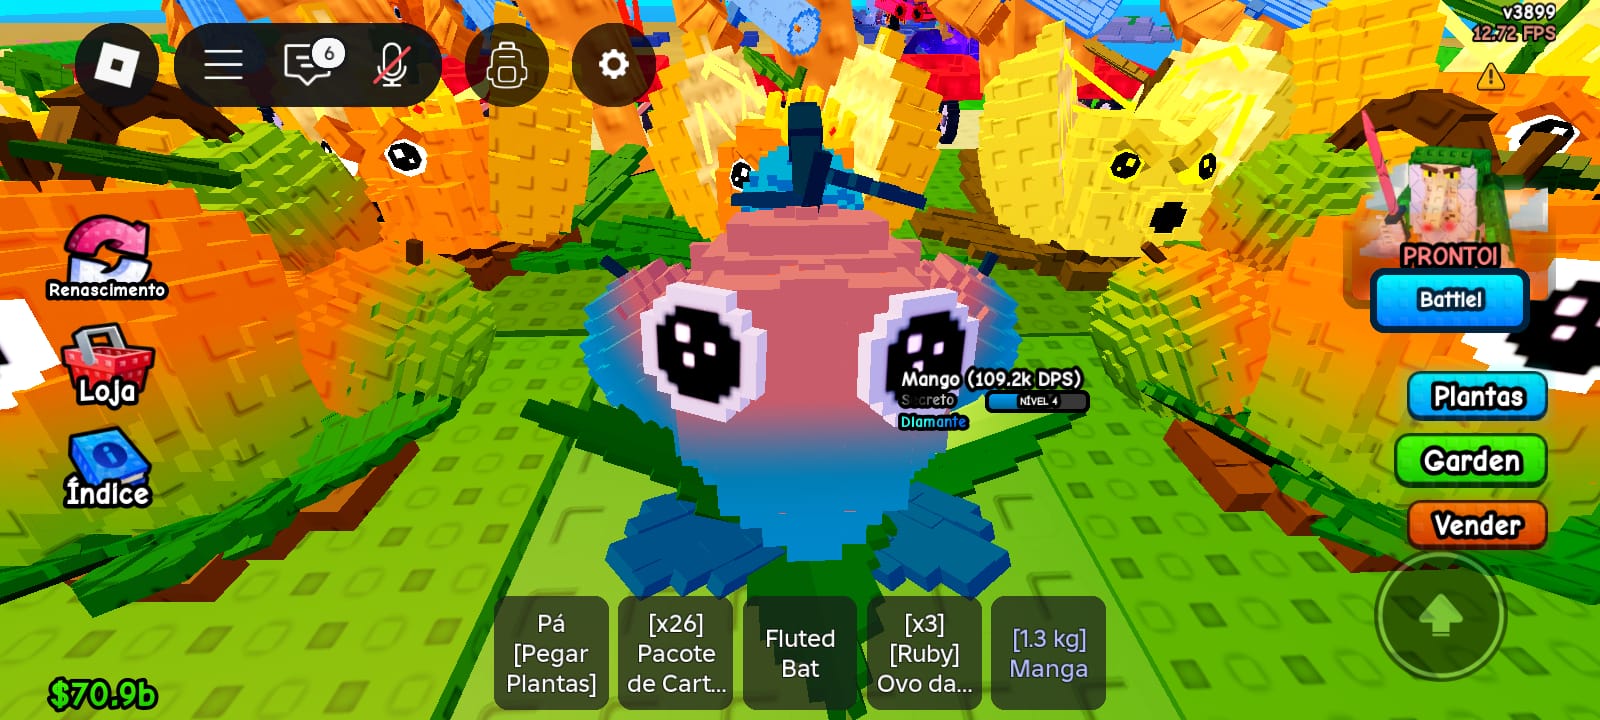 v3899
12.72 FPS
6
Renascimento
Loja
Índice
$70.9b
PRONTO!
Battle!
Plantas
Garden
Vender
Mango (109.2k DPS)
Secreto
NÍVEL 4
Diamante
Pá
[Pegar
Plantas]
[x26]
Pacote
de Cart...
Fluted
Bat
[x3]
[Ruby]
Ovo da...
[1.3 kg]
Manga